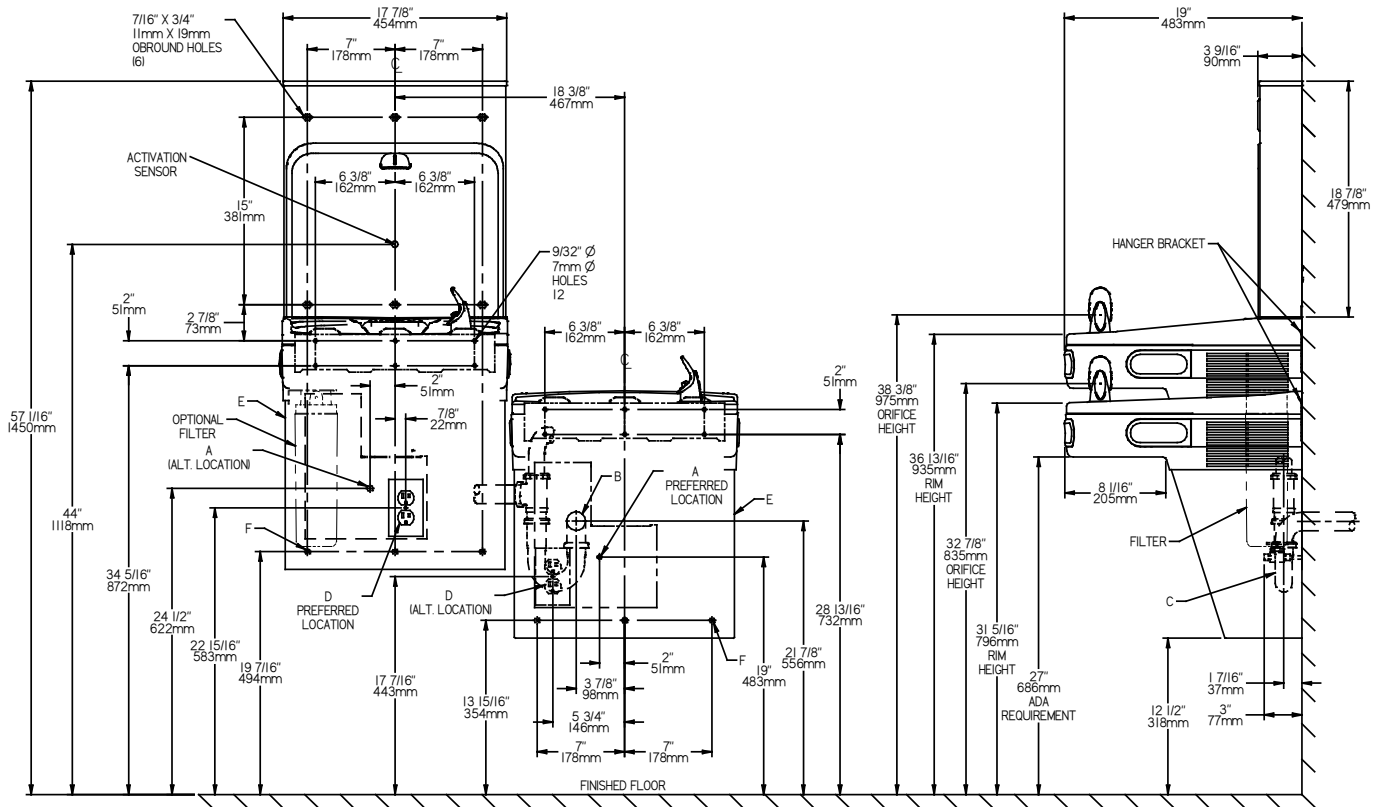 7/16" X 3/4"
11mm X 19mm
OBROUND HOLES
(6)
17 7/8"
454mm
7"
178mm
7"
178mm
C
18 3/8"
467mm
ACTIVATION
SENSOR
6 3/8"
162mm
6 3/8"
162mm
15"
381mm
9/32" Ø
7mm Ø
HOLES
12
2"
51mm
2 7/8"
73mm
6 3/8"
162mm
6 3/8"
162mm
C
2"
51mm
2"
51mm
7/8"
22mm
57 1/16"
1450mm
E
OPTIONAL
FILTER
A
(ALT. LOCATION)
B
A
PREFERRED
LOCATION
E
44"
1118mm
F
34 5/16"
872mm
D
PREFERRED
LOCATION
D
(ALT. LOCATION)
28 13/16"
732mm
24 1/2"
622mm
22 15/16"
583mm
19 7/16"
494mm
17 7/16"
443mm
13 15/16"
354mm
F
2"
51mm
3 7/8"
98mm
5 3/4"
146mm
7"
178mm
7"
178mm
19"
483mm
21 7/8"
556mm
FINISHED FLOOR
19"
483mm
3 9/16"
90mm
18 7/8"
479mm
HANGER BRACKET
38 3/8"
975mm
ORIFICE
HEIGHT
36 13/16"
935mm
RIM
HEIGHT
8 1/16"
205mm
32 7/8"
835mm
ORIFICE
HEIGHT
FILTER
C
31 5/16"
796mm
RIM
HEIGHT
27"
686mm
ADA
REQUIREMENT
12 1/2"
318mm
1 7/16"
37mm
3"
77mm